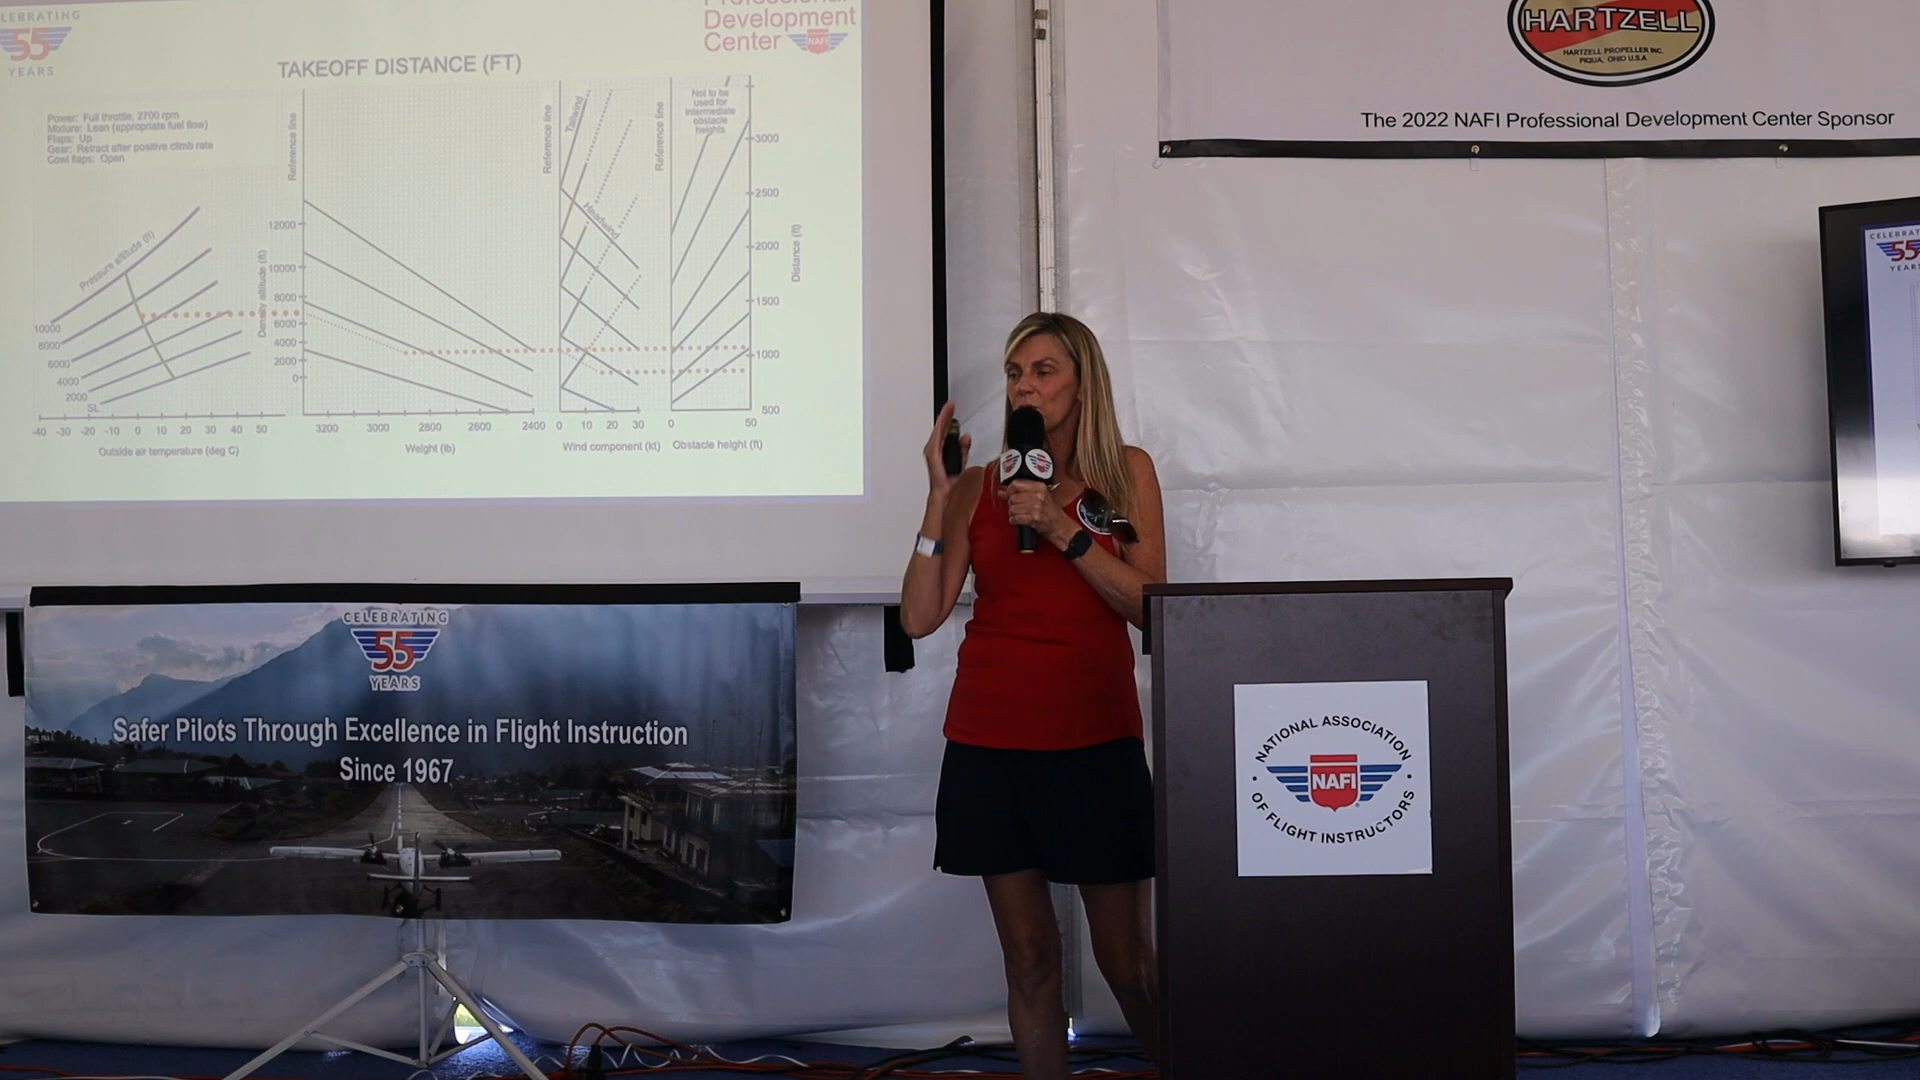 CELEBRATING
55
YEARS
Professional
Development
Center
NAFI
TAKEOFF DISTANCE (FT)
Power: Full throttle, 2700 rpm
Mixture: Lean (appropriate fuel flow)
Flaps: Up
Gear: Retract after positive climb rate
Cowl flaps: Open
Reference line
Reference line
Reference line
Tailwind
Headwind
Not to be
used for
intermediate
obstacle
heights
Pressure altitude (ft)
10000
8000
6000
4000
2000
SL
Density altitude (ft)
12000
10000
8000
6000
4000
2000
0
3000
2500
2000
1500
1000
500
Distance (ft)
-40 -30 -20 -10 0 10 20 30 40 50
Outside air temperature (deg C)
3200 3000 2800 2600 2400
Weight (lb)
0 10 20 30
Wind component (kt)
0 50
Obstacle height (ft)
HARTZELL
HARTZELL PROPELLER INC.
PIQUA, OHIO U.S.A
The 2022 NAFI Professional Development Center Sponsor
CELEBRAT
55
YEAR
CELEBRATING
55
YEARS
Safer Pilots Through Excellence in Flight Instruction
Since 1967
NATIONAL ASSOCIATION
NAFI
OF FLIGHT INSTRUCTORS